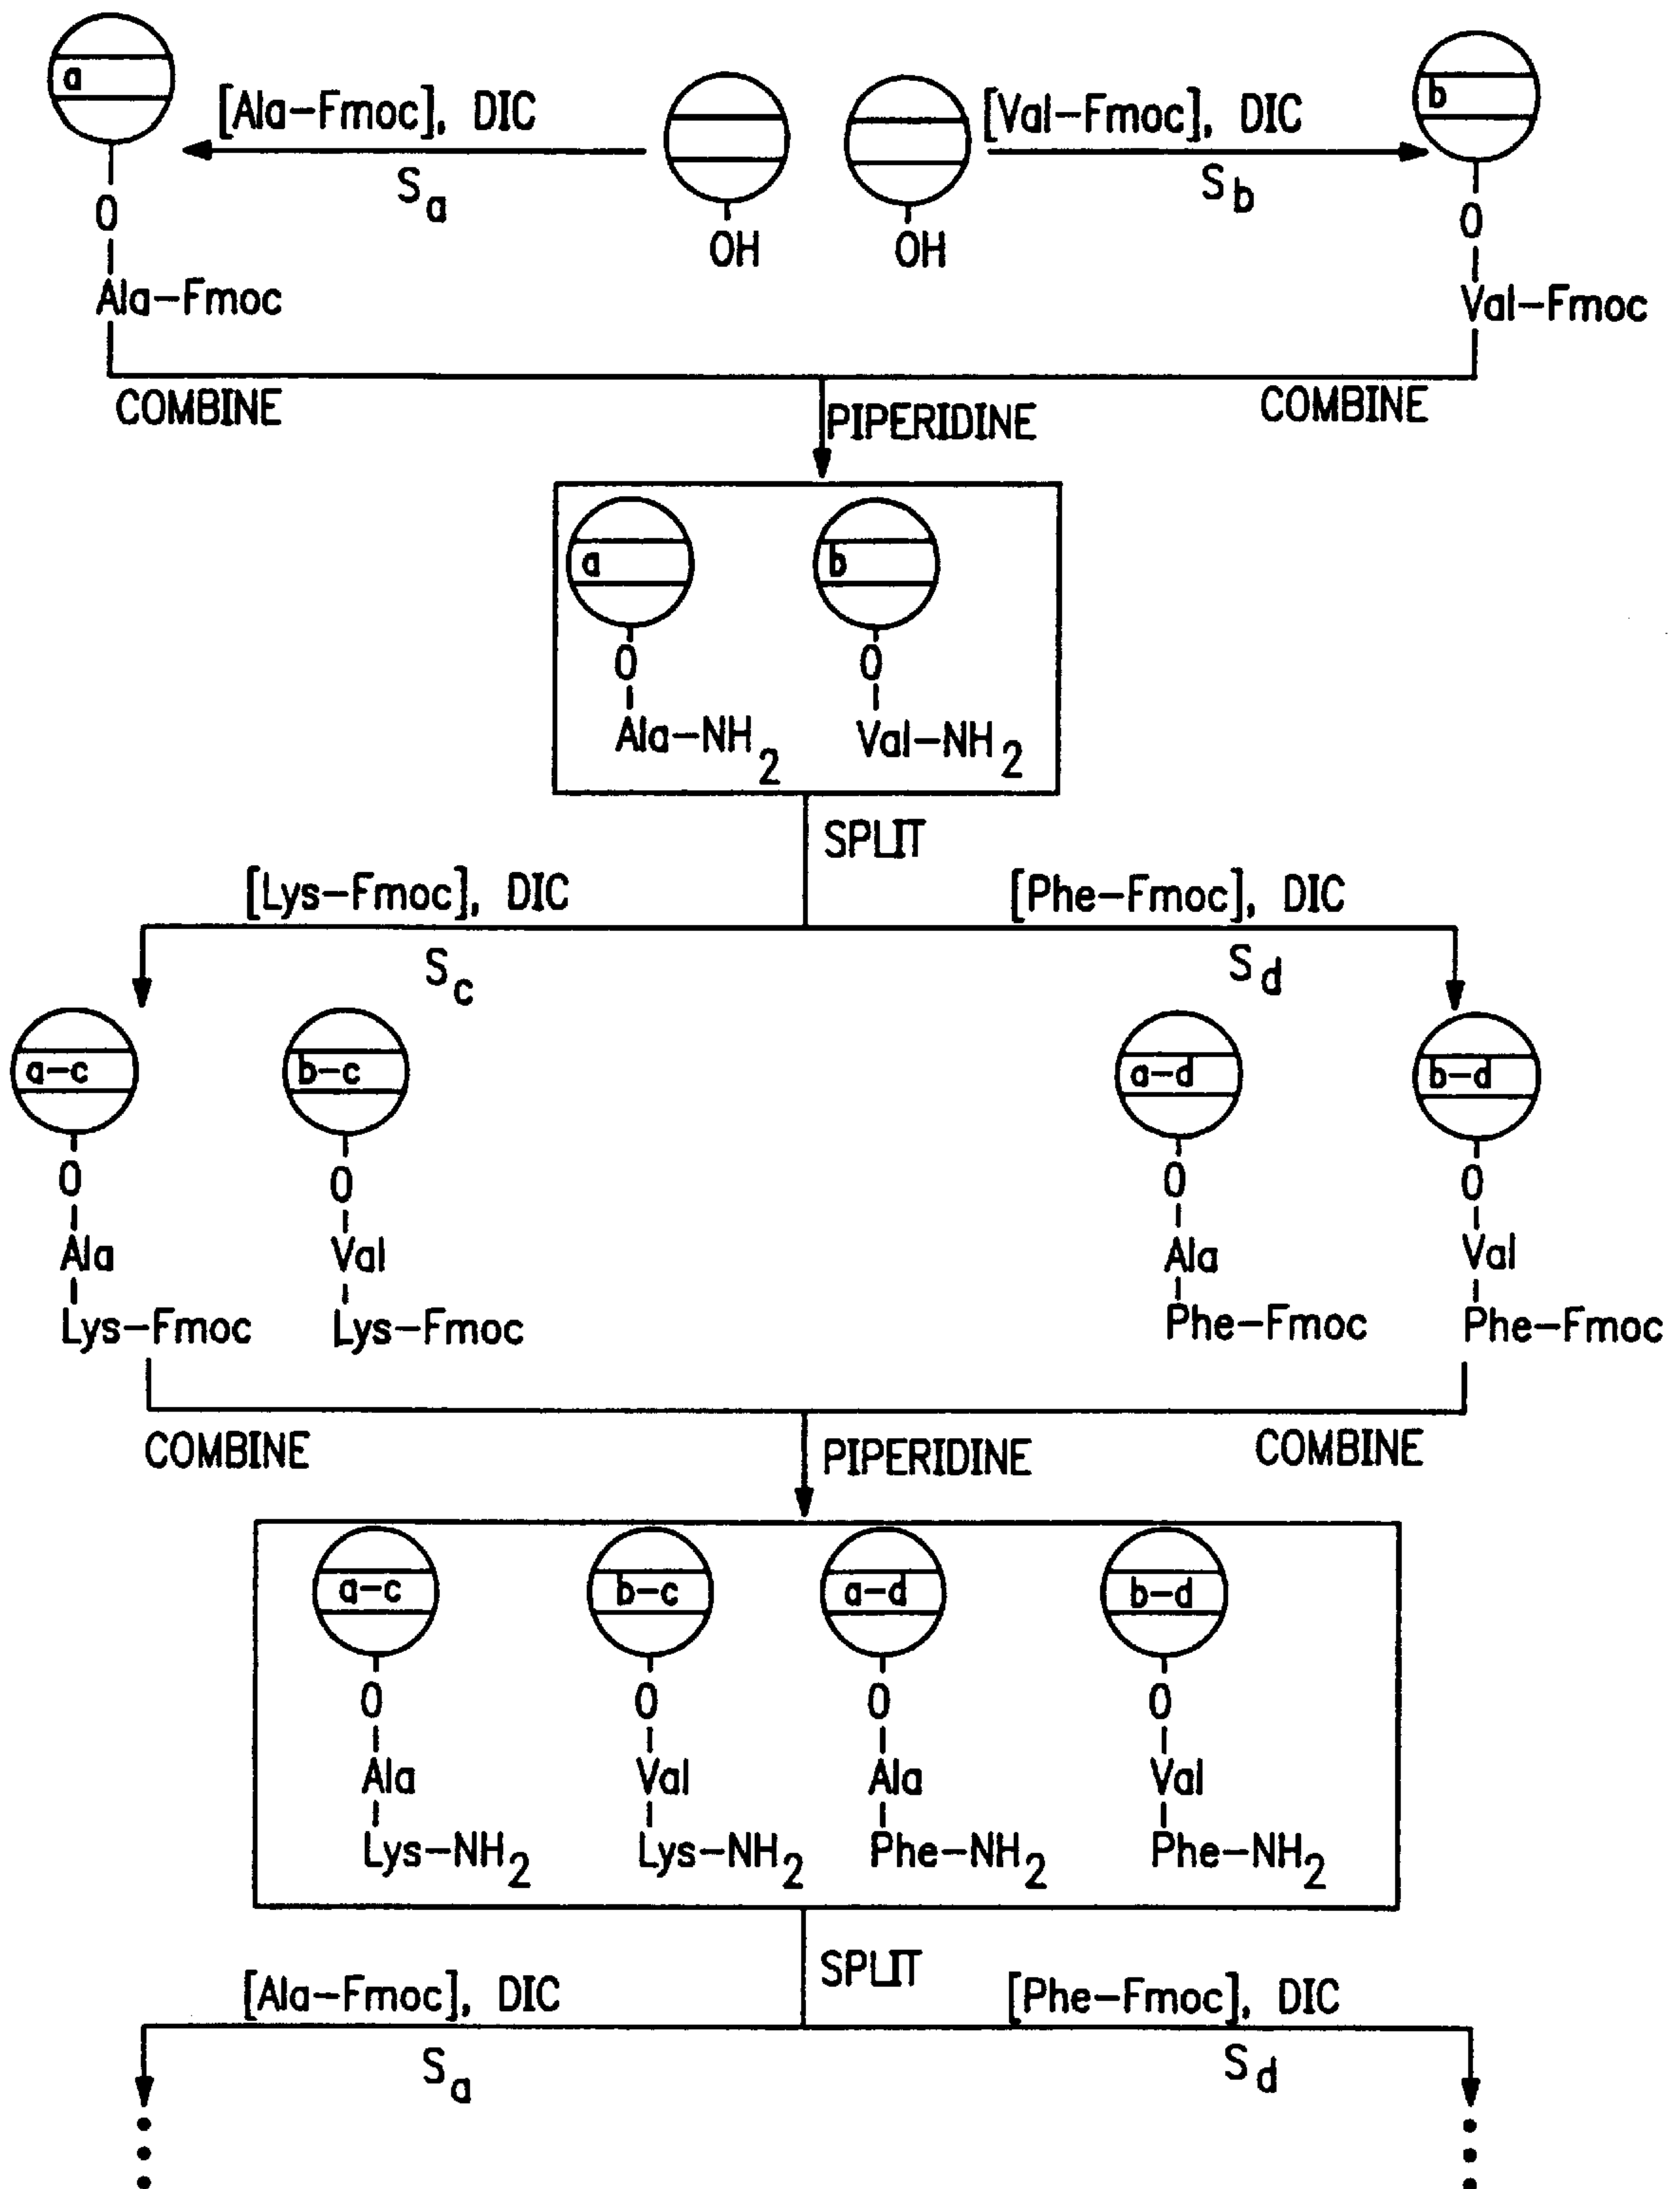 a
[Ala-Fmoc], DIC
[Val-Fmoc], DIC
b
Sa
Sb
O
OH
OH
O
Ala-Fmoc
Val-Fmoc
COMBINE
PIPERIDINE
COMBINE
a
b
O
O
Ala-NH2
Val-NH2
SPLIT
[Lys-Fmoc], DIC
[Phe-Fmoc], DIC
Sc
Sd
a-c
b-c
a-d
b-d
O
O
O
O
Ala
Val
Ala
Val
Lys-Fmoc
Lys-Fmoc
Phe-Fmoc
Phe-Fmoc
COMBINE
PIPERIDINE
COMBINE
a-c
b-c
a-d
b-d
O
O
O
O
Ala
Val
Ala
Val
Lys-NH2
Lys-NH2
Phe-NH2
Phe-NH2
SPLIT
[Ala-Fmoc], DIC
[Phe-Fmoc], DIC
Sa
Sd